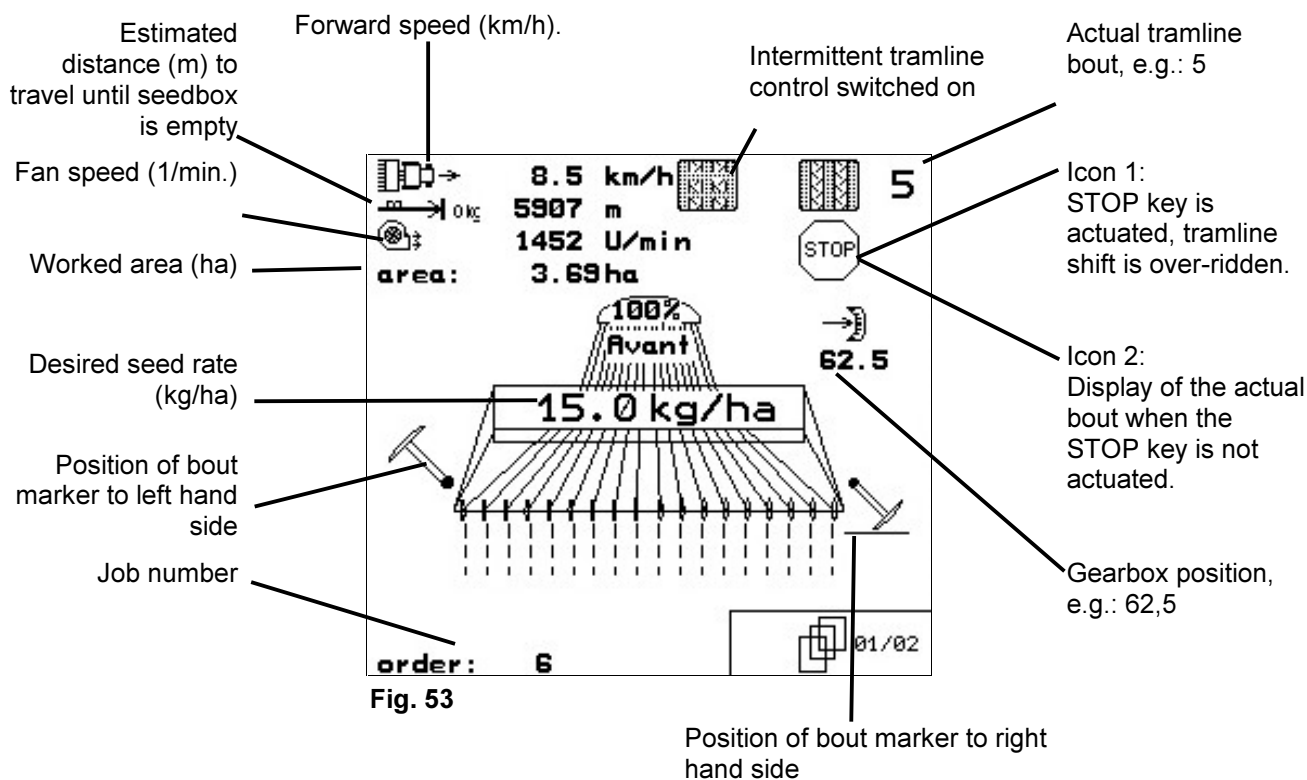 Estimated
distance (m) to
travel until seedbox
is empty
Forward speed (km/h).
Intermittent tramline
control switched on
Actual tramline
bout, e.g.: 5
Fan speed (1/min.)
Worked area (ha)
Desired seed rate
(kg/ha)
Position of bout
marker to left hand
side
Job number
8.5 km/h
5
0kg 5907 m
1452 U/min
STOP
area: 3.69ha
100%
Avant
62.5
15.0 kg/ha
01/02
order: 6
Icon 1:
STOP key is
actuated, tramline
shift is over-ridden.
Icon 2:
Display of the actual
bout when the
STOP key is not
actuated.
Gearbox position,
e.g.: 62,5
Fig. 53
Position of bout marker to right
hand side